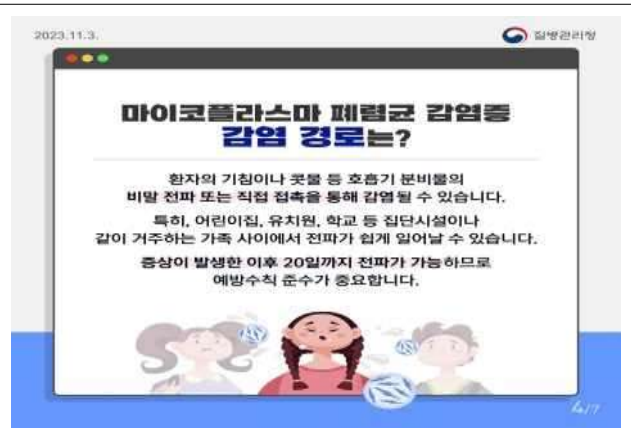 2023.11.3.
질병관리청
마이코플라스마 폐렴균 감염증
감염 경로는?
환자의 기침이나 콧물 등 호흡기 분비물의
비말 전파 또는 직접 접촉을 통해 감염될 수 있습니다.
특히, 어린이집, 유치원, 학교 등 집단시설이나
같이 거주하는 가족 사이에서 전파가 쉽게 일어날 수 있습니다.
증상이 발생한 이후 20일까지 전파가 가능하므로
예방수칙 준수가 중요합니다.
4/7